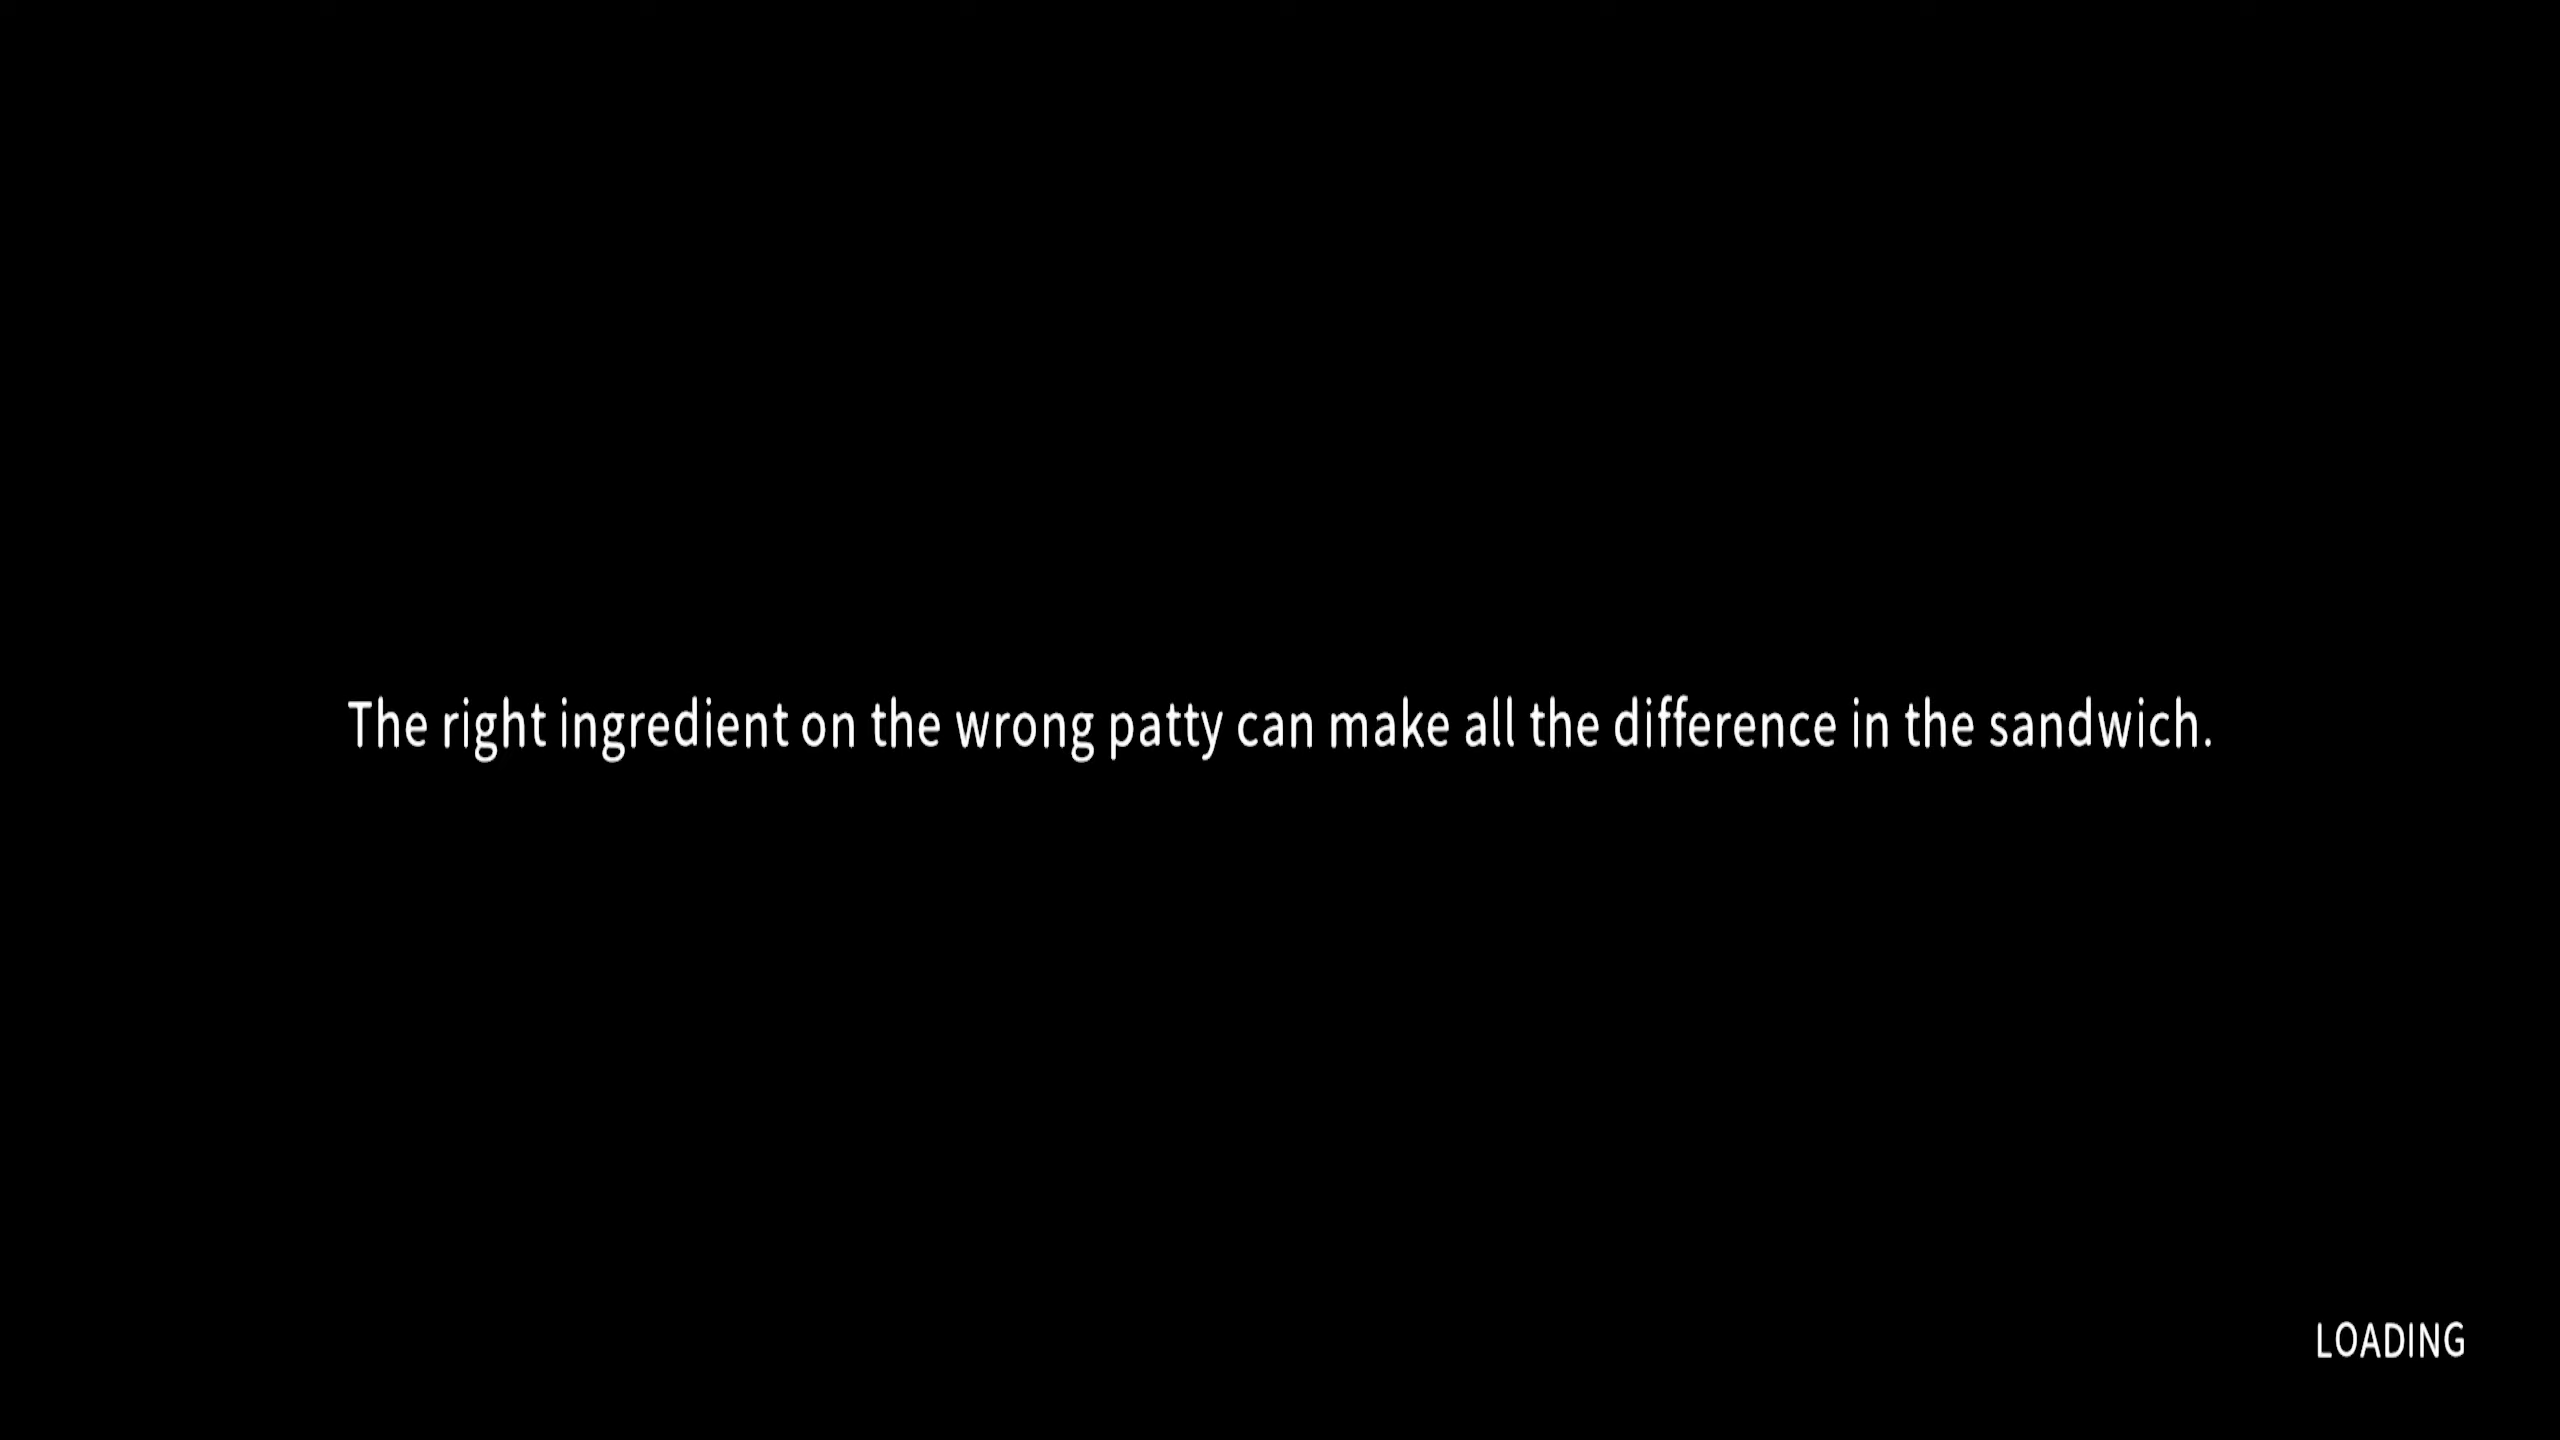 The right ingredient on the wrong patty can make all the difference in the sandwich.
LOADING